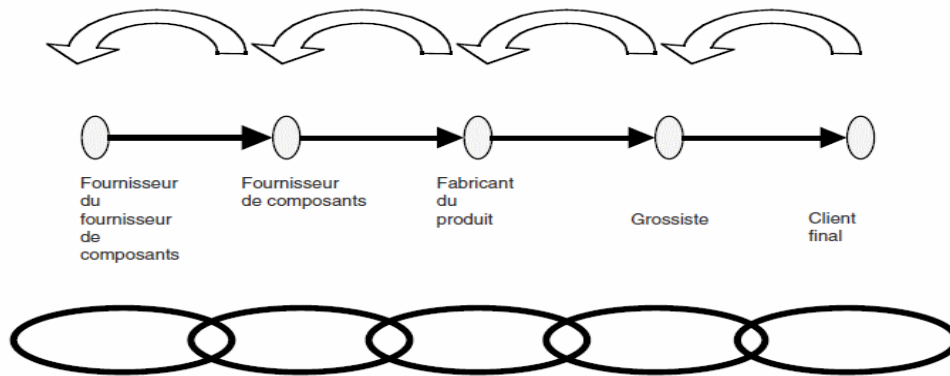 Fournisseur
du
fournisseur
de
composants
Fournisseur
de composants
Fabricant
du
produit
Grossiste
Client
final